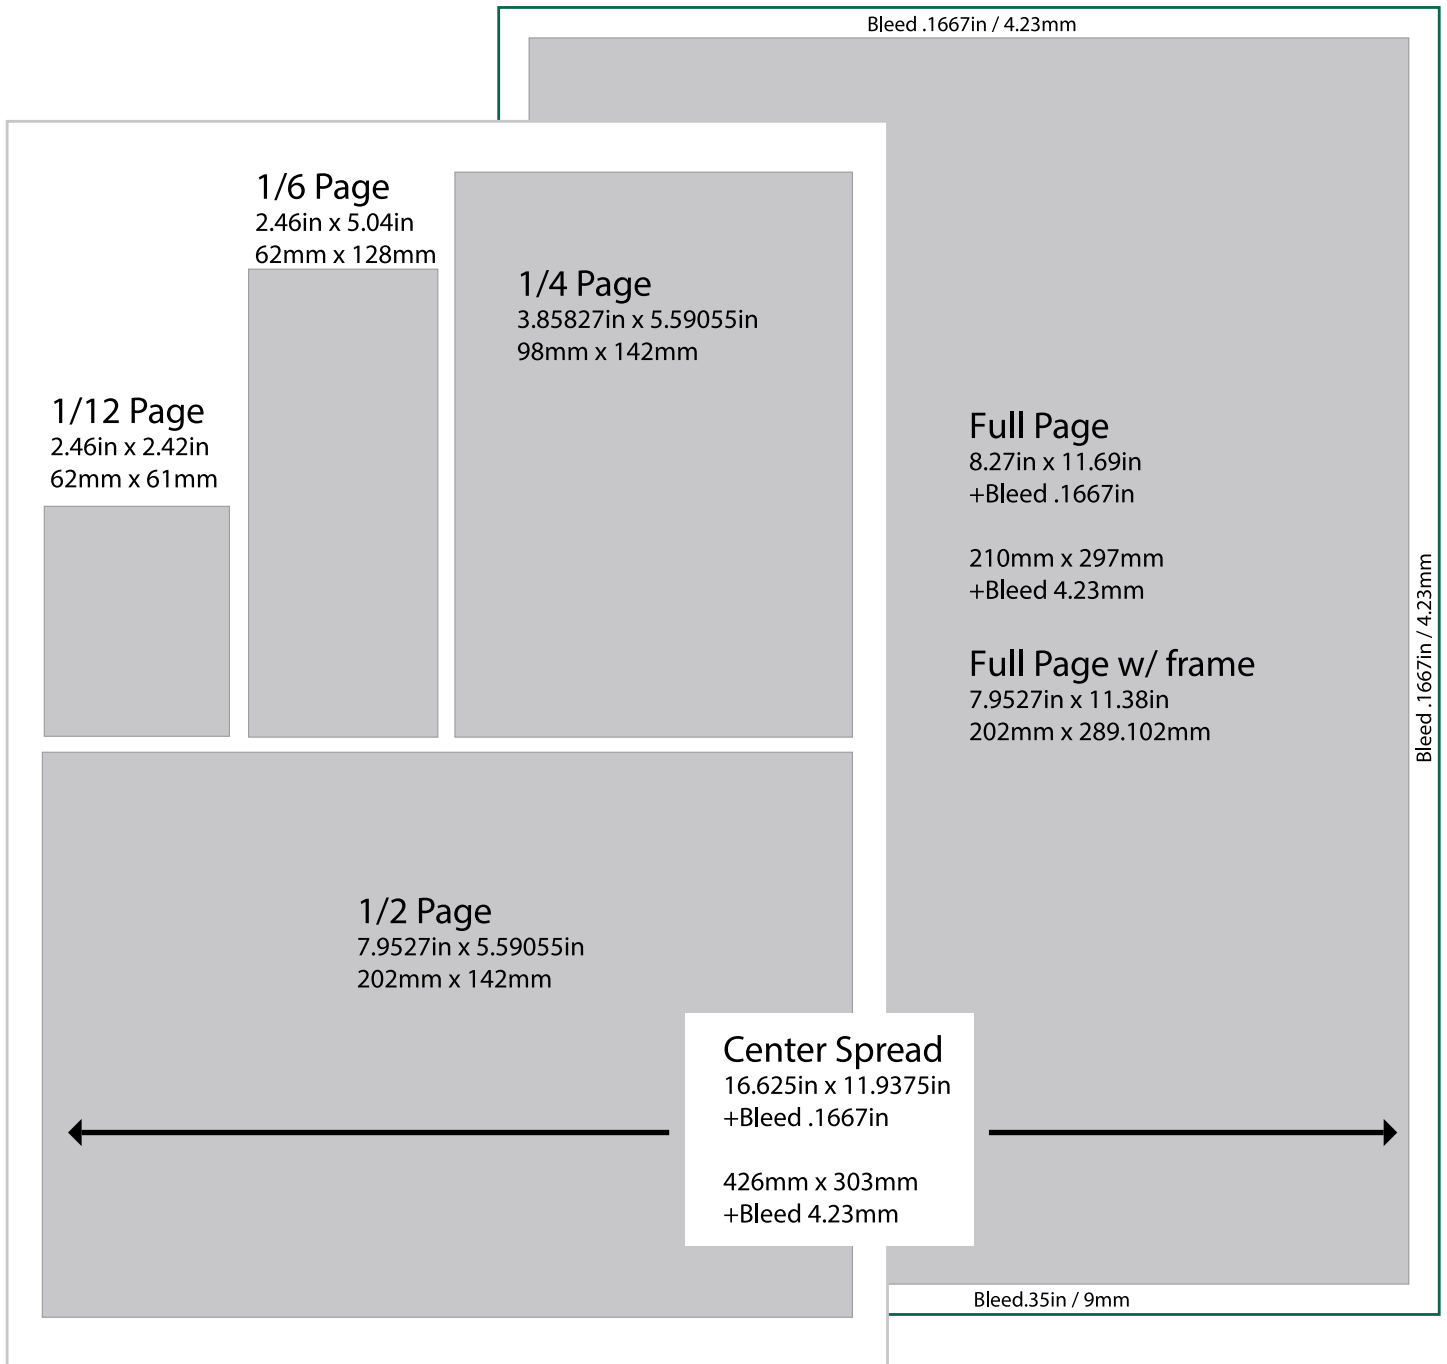 Bleed .1667in / 4.23mm
1/6 Page
2.46in x 5.04in
62mm x 128mm
1/4 Page
3.85827in x 5.59055in
98mm x 142mm
1/12 Page
2.46in x 2.42in
62mm x 61mm
Full Page
8.27in x 11.69in
+Bleed .1667in
210mm x 297mm
+Bleed 4.23mm
Full Page w/ frame
7.9527in x 11.38in
202mm x 289.102mm
Bleed .1667in / 4.23mm
1/2 Page
7.9527in x 5.59055in
202mm x 142mm
Center Spread
16.625in x 11.9375in
+Bleed .1667in
426mm x 303mm
+Bleed 4.23mm
Bleed.35in / 9mm